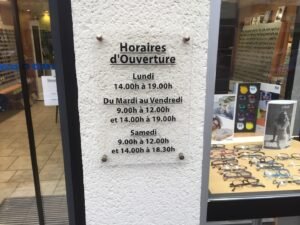 Horaires
d'Ouverture
Lundi
14.00h à 19.00h
Du Mardi au Vendredi
9.00h à 12.00h
et 14.00h à 19.00h
Samedi
9.00h à 12.00h
et 14.00h à 18.30h